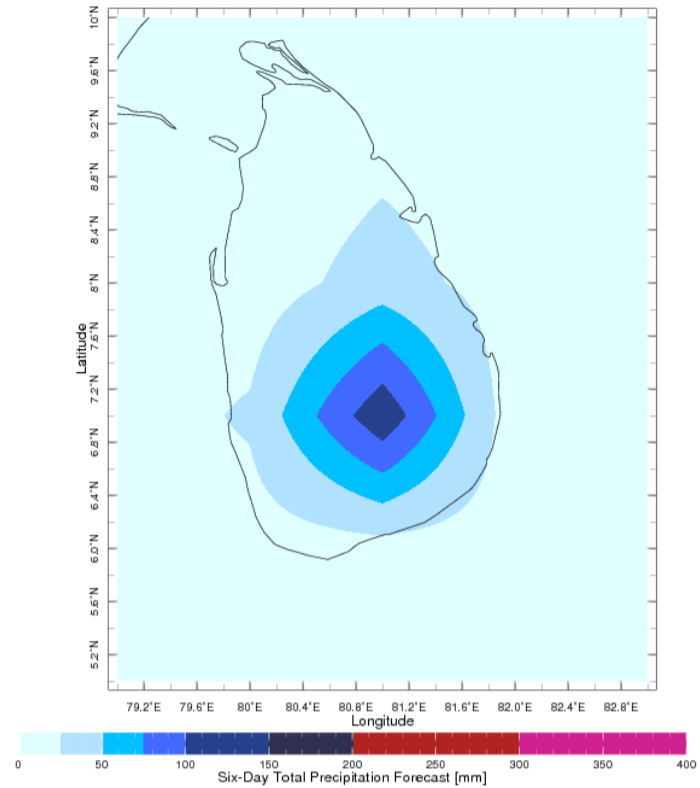 10˚N
9.6˚N
9.2˚N
8.8˚N
8.4˚N
8˚N
7.6˚N
7.2˚N
6.8˚N
6.4˚N
6.0˚N
5.6˚N
5.2˚N
Latitude
79.2˚E 79.6˚E 80˚E 80.4˚E 80.8˚E 81.2˚E 81.6˚E 82.0˚E 82.4˚E 82.8˚E
Longitude
0 50 100 150 200 250 300 350 400
Six-Day Total Precipitation Forecast [mm]